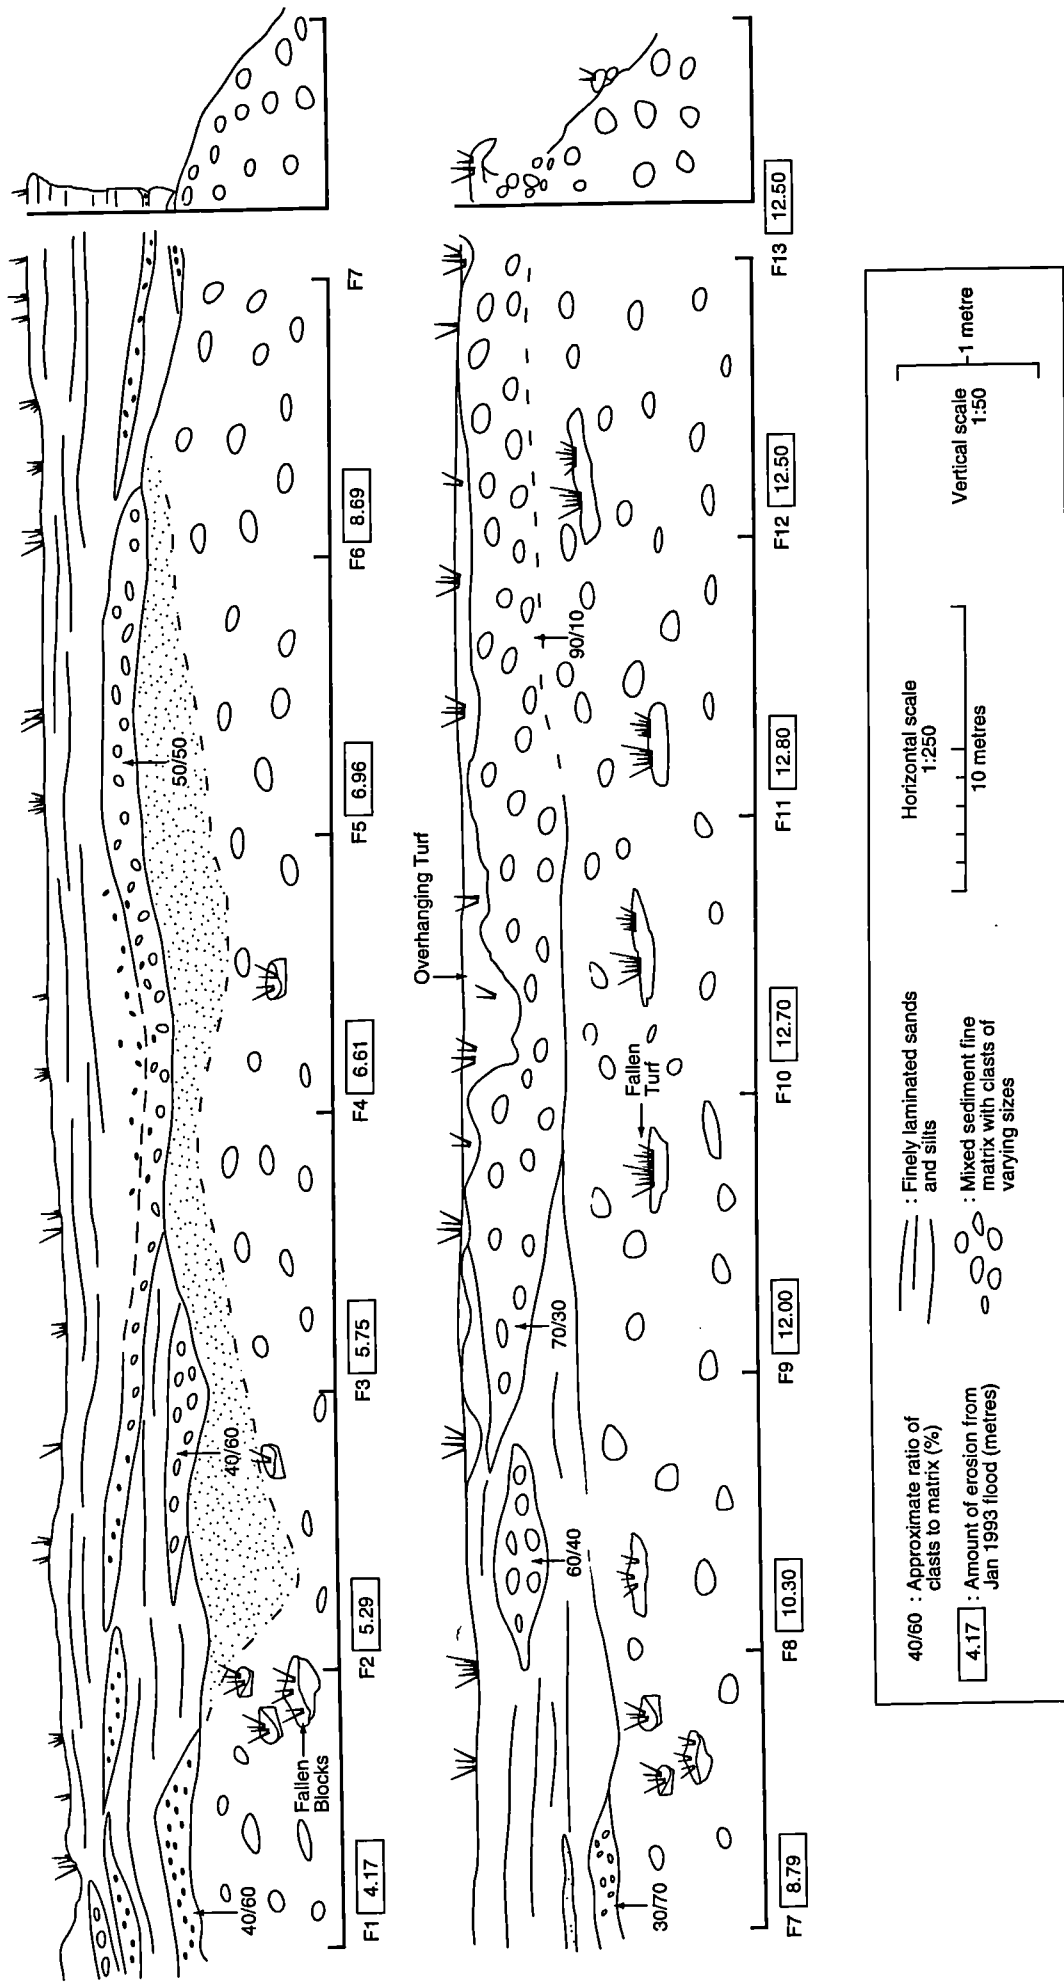 40/60
Fallen
Blocks
40/60
50/50
F1 4.17
F2 5.29
F3 5.75
F4 6.61
F5 6.96
F6 8.69
F7
30/70
60/40
70/30
Fallen
Turf
Overhanging Turf
90/10
F7 8.79
F8 10.30
F9 12.00
F10 12.70
F11 12.80
F12 12.50
F13 12.50
40/60 : Approximate ratio of
clasts to matrix (%)
4.17 : Amount of erosion from
Jan 1993 flood (metres)
: Finely laminated sands
and silts
: Mixed sediment fine
matrix with clasts of
varying sizes
Horizontal scale
1:250
10 metres
Vertical scale
1:50
1 metre